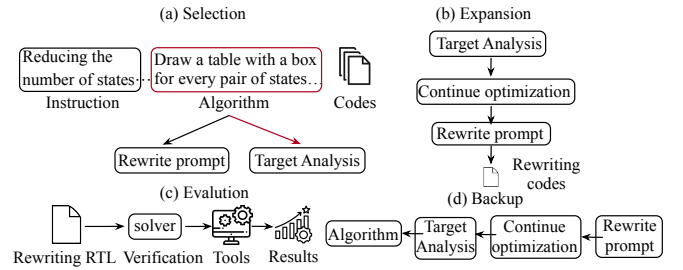 (a) Selection
Reducing the
number of states
...
Draw a table with a box
for every pair of states...
Instruction
Algorithm
Codes
Rewrite prompt
Target Analysis
(b) Expansion
Target Analysis
Continue optimization
Rewrite prompt
Rewriting
codes
(c) Evalution
solver
Rewriting RTL
Verification
Tools
Results
(d) Backup
Algorithm
Target
Analysis
Continue
optimization
Rewrite
prompt